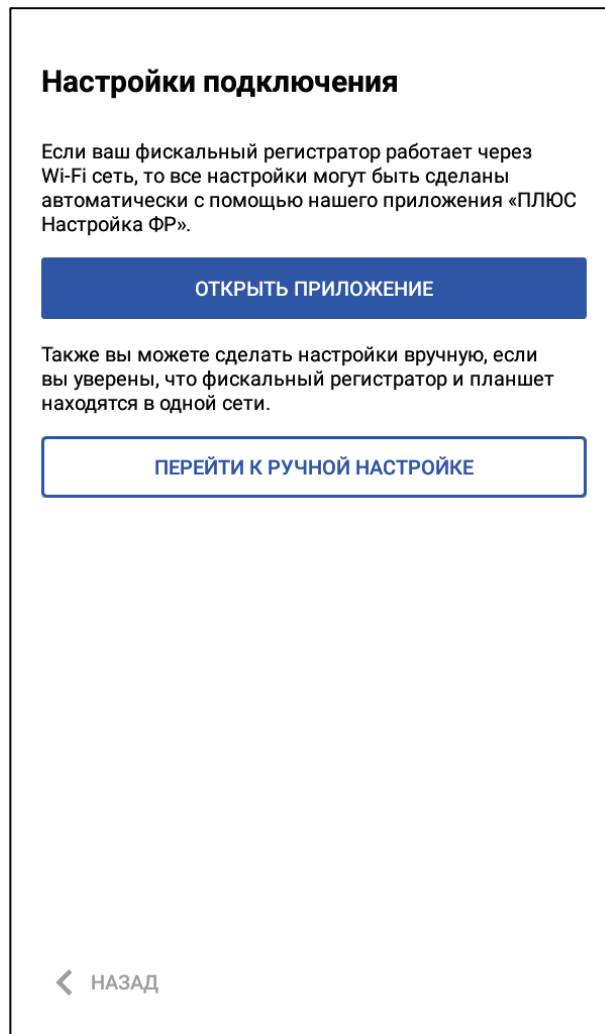 Настройки подключения
Если ваш фискальный регистратор работает через
Wi-Fi сеть, то все настройки могут быть сделаны
автоматически с помощью нашего приложения «ПЛЮС
Настройка ФР».
ОТКРЫТЬ ПРИЛОЖЕНИЕ
Также вы можете сделать настройки вручную, если
вы уверены, что фискальный регистратор и планшет
находятся в одной сети.
ПЕРЕЙТИ К РУЧНОЙ НАСТРОЙКЕ
НАЗАД